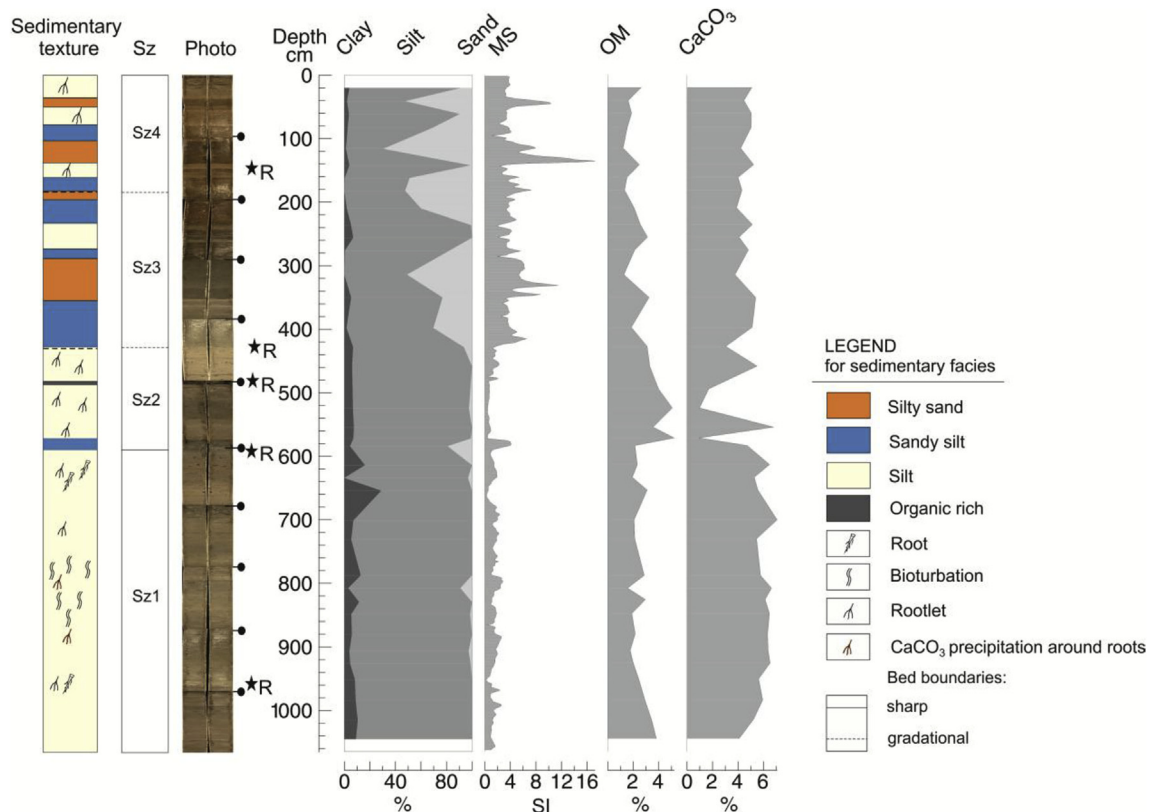 Sedimentary
texture
Sz
Photo
Depth
cm
Clay
Silt
Sand
MS
OM
CaCO3
0
100
200
300
400
500
600
700
800
900
1000
Sz4
Sz3
Sz2
Sz1
R
R
R
R
R
0 40 80
%
0 4 8 12 16
SI
0 2 4
%
0 2 4 6
%
LEGEND
for sedimentary facies
Silty sand
Sandy silt
Silt
Organic rich
Root
Bioturbation
Rootlet
CaCO3 precipitation around roots
Bed boundaries:
sharp
gradational